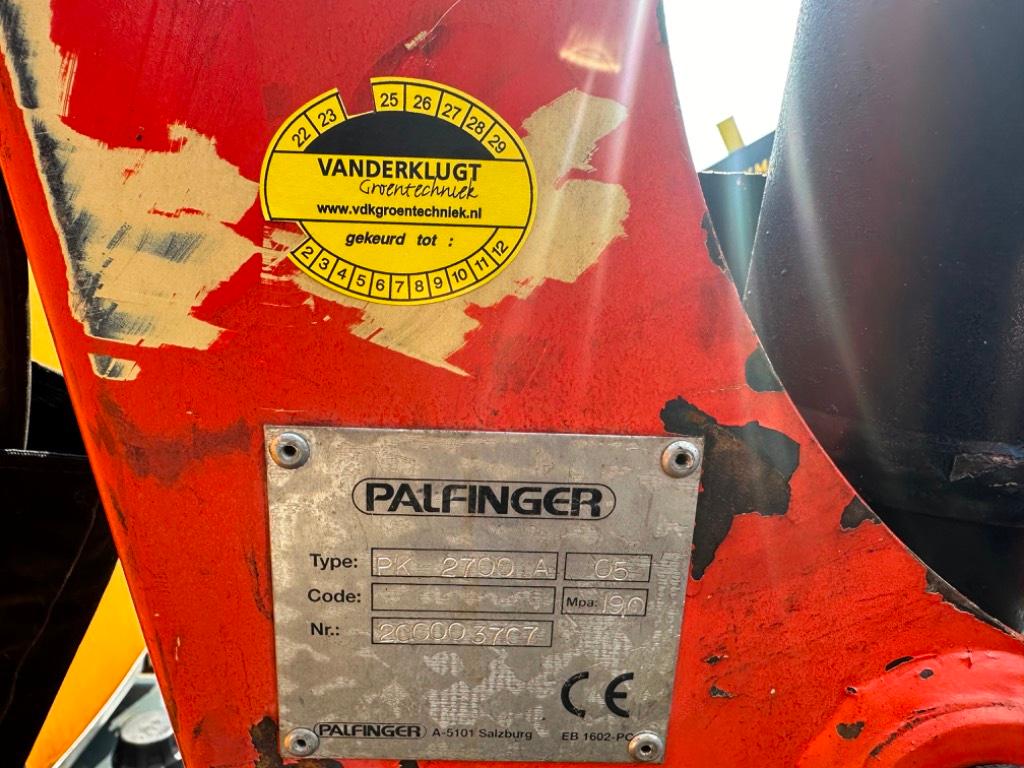 22 23 25 26 27 28 29
VANDERKLUGT
Groentechniek
www.vdkgroentechniek.nl
gekeurd tot :
2 3 4 5 6 7 8 9 10 11 12
PALFINGER
Type: PK 2700 A 05
Code: Mpa: 19,0
Nr.: 200003707
CE
PALFINGER A-5101 Salzburg EB 1602-PC